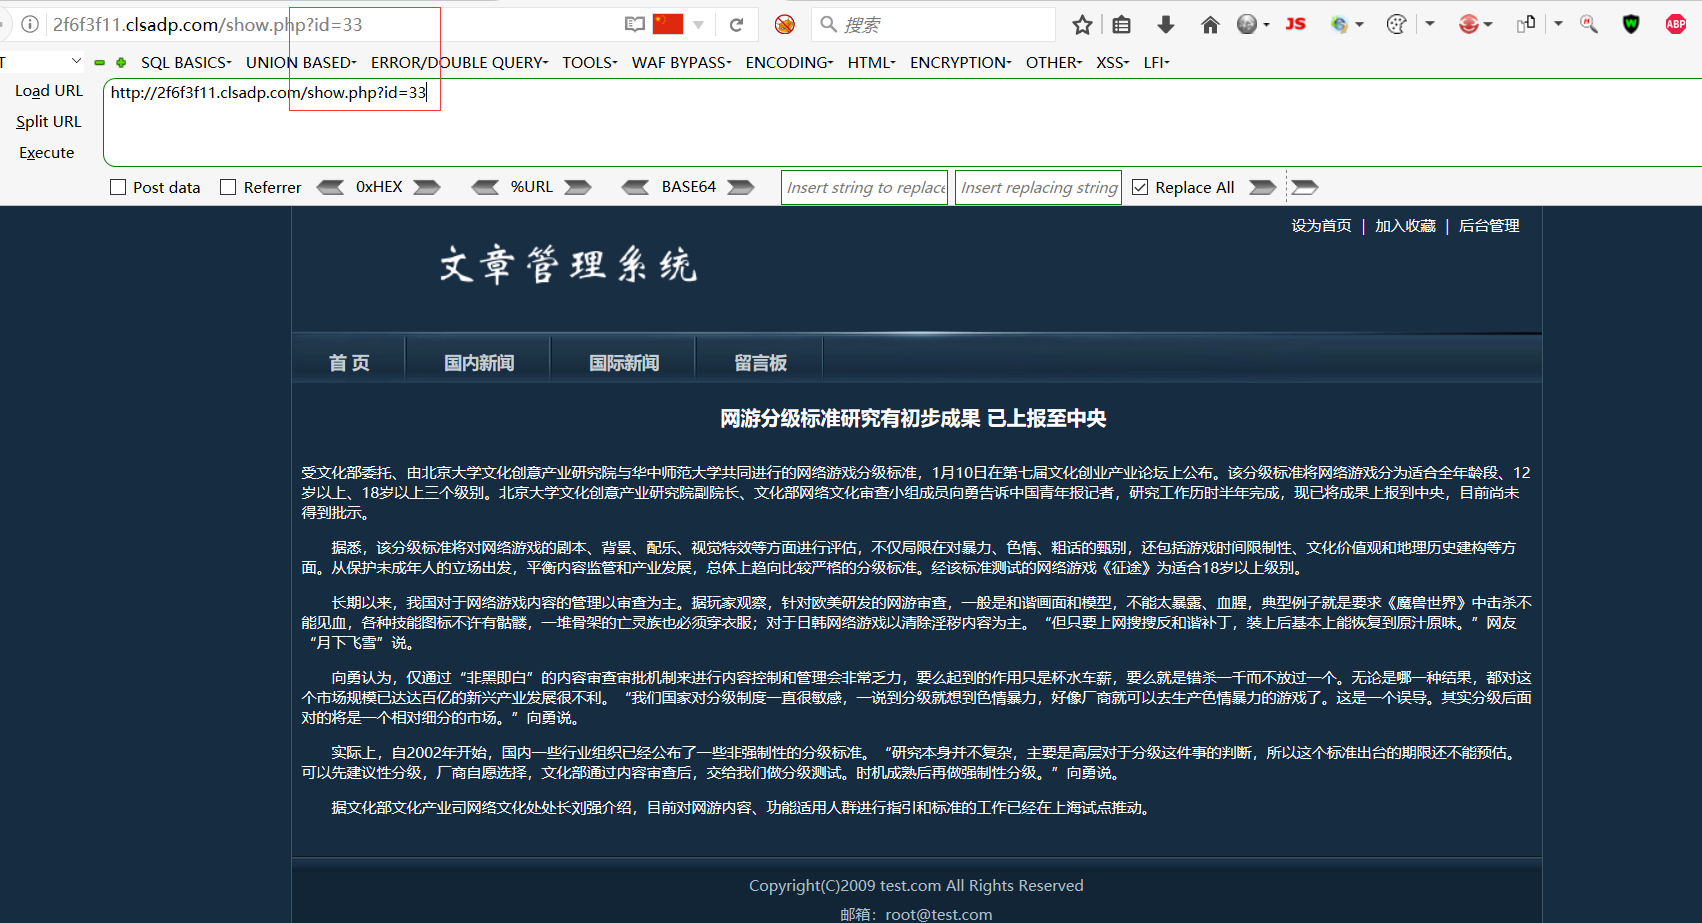 2f6f3f11.clsadp.com/show.php?id=33
搜索
JS
ABP
T
SQL BASICS UNION BASED ERROR/DOUBLE QUERY TOOLS WAF BYPASS ENCODING HTML ENCRYPTION OTHER XSS LFI
Load URL
http://2f6f3f11.clsadp.com/show.php?id=33
Split URL
Execute
Post data Referrer 0xHEX %URL BASE64 Insert string to replace Insert replacing string Replace All
设为首页 | 加入收藏 | 后台管理
文章管理系统
首 页 国内新闻 国际新闻 留言板
网游分级标准研究有初步成果 已上报至中央
受文化部委托、由北京大学文化创意产业研究院与华中师范大学共同进行的网络游戏分级标准，1月10日在第七届文化创业产业论坛上公布。该分级标准将网络游戏分为适合全年龄段、12
岁以上、18岁以上三个级别。北京大学文化创意产业研究院副院长、文化部网络文化审查小组成员向勇告诉中国青年报记者，研究工作历时半年完成，现已将成果上报到中央，目前尚未
得到批示。
据悉，该分级标准将对网络游戏的剧本、背景、配乐、视觉特效等方面进行评估，不仅局限在对暴力、色情、粗话的甄别，还包括游戏时间限制性、文化价值观和地理历史建构等方
面。从保护未成年人的立场出发，平衡内容监管和产业发展，总体上趋向比较严格的分级标准。经该标准测试的网络游戏《征途》为适合18岁以上级别。
长期以来，我国对于网络游戏内容的管理以审查为主。据玩家观察，针对欧美研发的网游审查，一般是和谐画面和模型，不能太暴露、血腥，典型例子就是要求《魔兽世界》中击杀不
能见血，各种技能图标不许有骷髅，一堆骨架的亡灵族也必须穿衣服；对于日韩网络游戏以清除淫秽内容为主。“但只要上网搜搜反和谐补丁，装上后基本上能恢复到原汁原味。”网友
“月下飞雪”说。
向勇认为，仅通过“非黑即白”的内容审查审批机制来进行内容控制和管理会非常乏力，要么起到的作用只是杯水车薪，要么就是错杀一千而不放过一个。无论是哪一种结果，都对这
个市场规模已达达百亿的新兴产业发展很不利。“我们国家对分级制度一直很敏感，一说到分级就想到色情暴力，好像厂商就可以去生产色情暴力的游戏了。这是一个误导。其实分级后面
对的将是一个相对细分的市场。”向勇说。
实际上，自2002年开始，国内一些行业组织已经公布了一些非强制性的分级标准。“研究本身并不复杂，主要是高层对于分级这件事的判断，所以这个标准出台的期限还不能预估。
可以先建议性分级，厂商自愿选择，文化部通过内容审查后，交给我们做分级测试。时机成熟后再做强制性分级。”向勇说。
据文化部文化产业司网络文化处处长刘强介绍，目前对网游内容、功能适用人群进行指引和标准的工作已经在上海试点推动。
Copyright(C)2009 test.com All Rights Reserved
邮箱：root@test.com